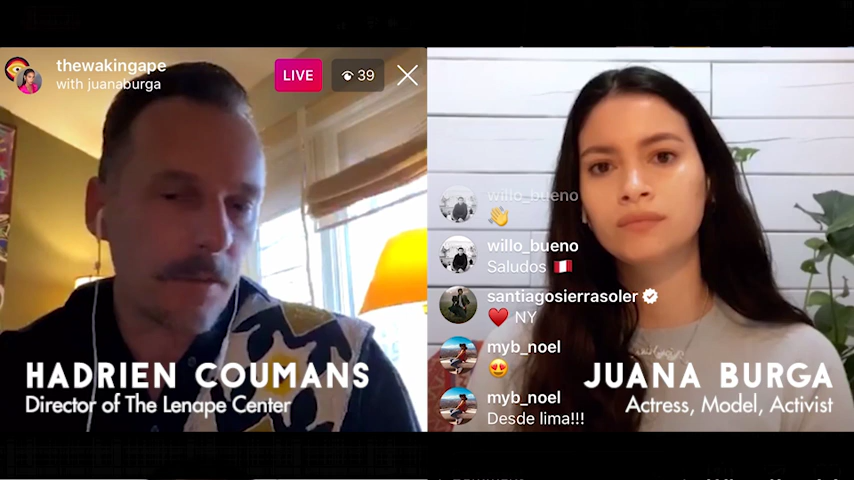 thewakingape
with juanaburga
LIVE
39
willo_bueno
willo_bueno
Saludos
santiagosierrasoler
NY
myb_noel
myb_noel
Desde lima!!!
HADRIEN COUMANS
Director of The Lenape Center
JUANA BURGA
Actress, Model, Activist